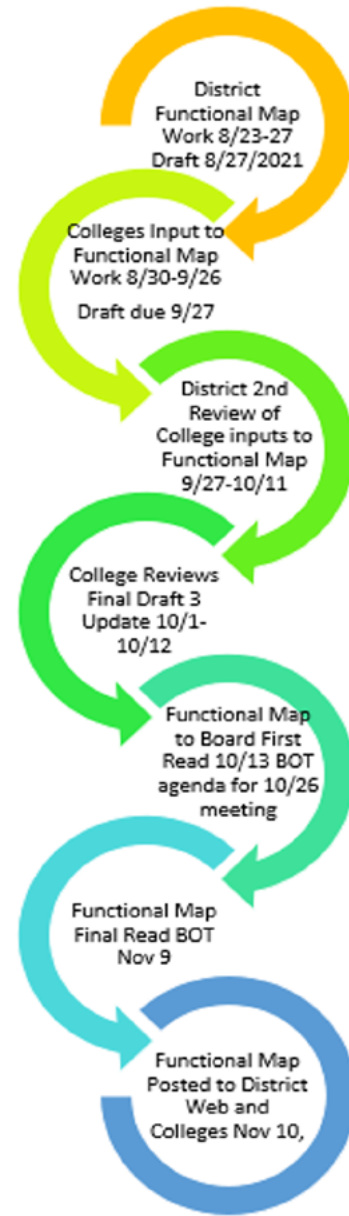 District
Functional Map
Work 8/23-27
Draft 8/27/2021
Colleges Input to
Functional Map
Work 8/30-9/26
Draft due 9/27
District 2nd
Review of
College inputs to
Functional Map
9/27-10/11
College Reviews
Final Draft 3
Update 10/1-
10/12
Functional Map
to Board First
Read 10/13 BOT
agenda for 10/26
meeting
Functional Map
Final Read BOT
Nov 9
Functional Map
Posted to District
Web and
Colleges Nov 10,